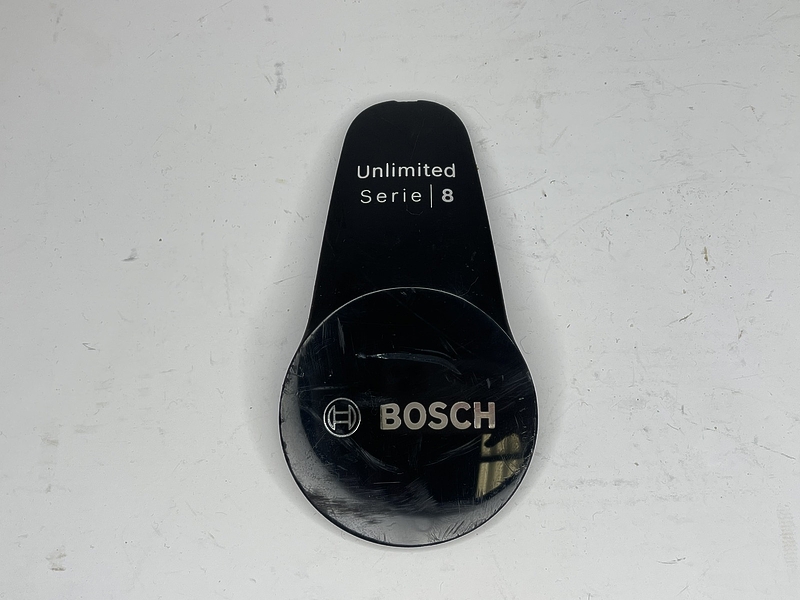 Unlimited
Serie | 8
BOSCH